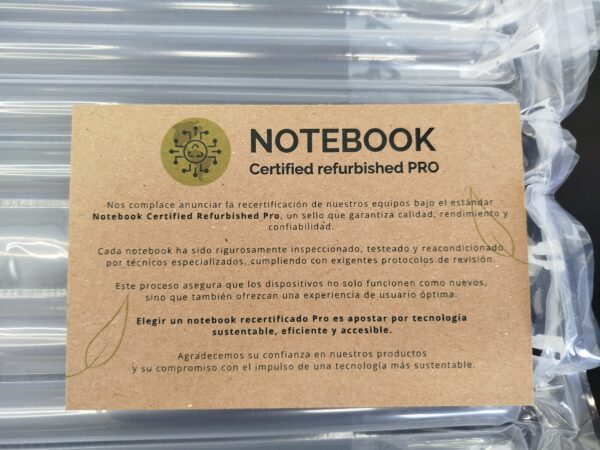 NOTEBOOK
Certified refurbished PRO
Nos complace anunciar la recertificación de nuestros equipos bajo el estándar
Notebook Certified Refurbished Pro, un sello que garantiza calidad, rendimiento y
confiabilidad.
Cada notebook ha sido rigurosamente inspeccionado, testeado y reacondicionado
por técnicos especializados, cumpliendo con exigentes protocolos de revisión.
Este proceso asegura que los dispositivos no solo funcionen como nuevos,
sino que también ofrezcan una experiencia de usuario óptima.
Elegir un notebook recertificado Pro es apostar por tecnología
sustentable, eficiente y accesible.
Agradecemos su confianza en nuestros productos
y su compromiso con el impulso de una tecnología más sustentable.